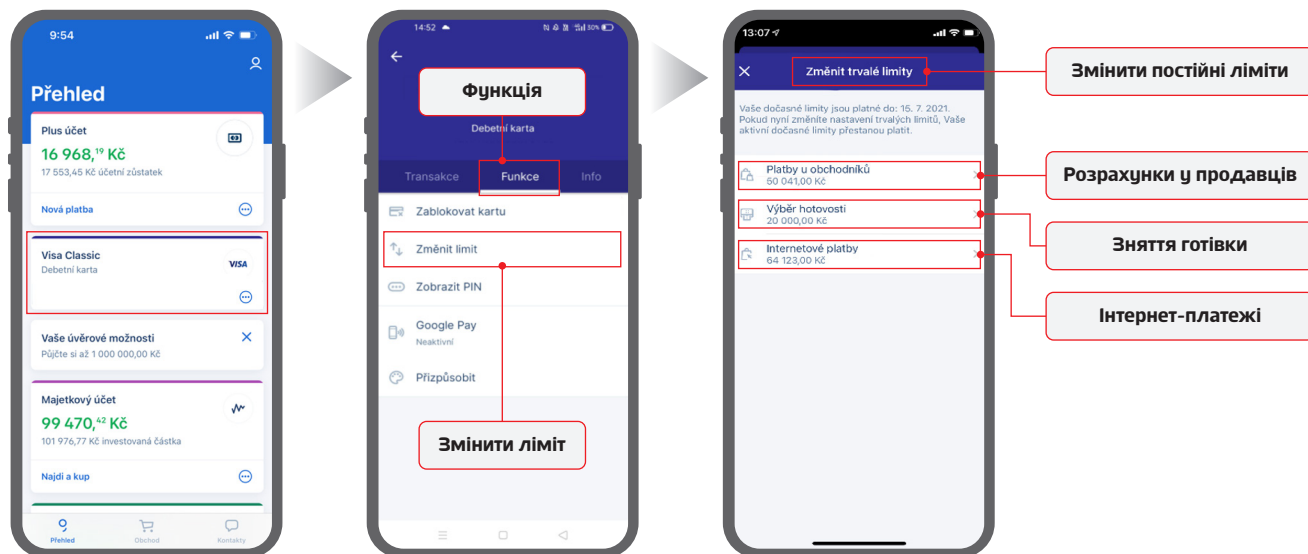 9:54
Přehled
Plus účet
16 968,¹⁹ Kč
17 553,45 Kč účetní zůstatek
Nová platba
Visa Classic
Debetní karta
VISA
Vaše úvěrové možnosti
Půjčte si až 1 000 000,00 Kč
Majetkový účet
99 470,⁴² Kč
101 976,77 Kč investovaná částka
Najdi a kup
Přehled
Obchod
Kontakty
14:52
30%
Функція
Debetní karta
Transakce
Funkce
Info
Zablokovat kartu
Změnit limit
Zobrazit PIN
Google Pay
Neaktivní
Přizpůsobit
Змінити ліміт
13:07
Změnit trvalé limity
Vaše dočasné limity jsou platné do: 15. 7. 2021.
Pokud nyní změníte nastavení trvalých limitů, Vaše
aktivní dočasné limity přestanou platit.
Platby u obchodníků
50 041,00 Kč
Výběr hotovosti
20 000,00 Kč
Internetové platby
64 123,00 Kč
Змінити постійні ліміти
Розрахунки у продавців
Зняття готівки
Інтернет-платежі